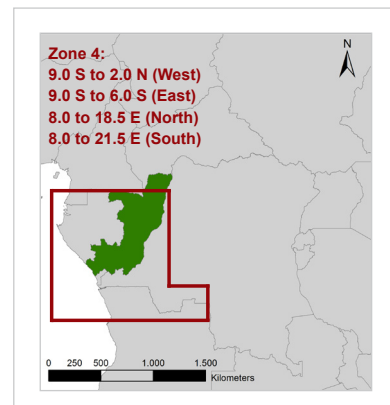 Zone 4:
9.0 S to 2.0 N (West)
9.0 S to 6.0 S (East)
8.0 to 18.5 E (North)
8.0 to 21.5 E (South)
N
0 250 500 1.000 1.500
Kilometers